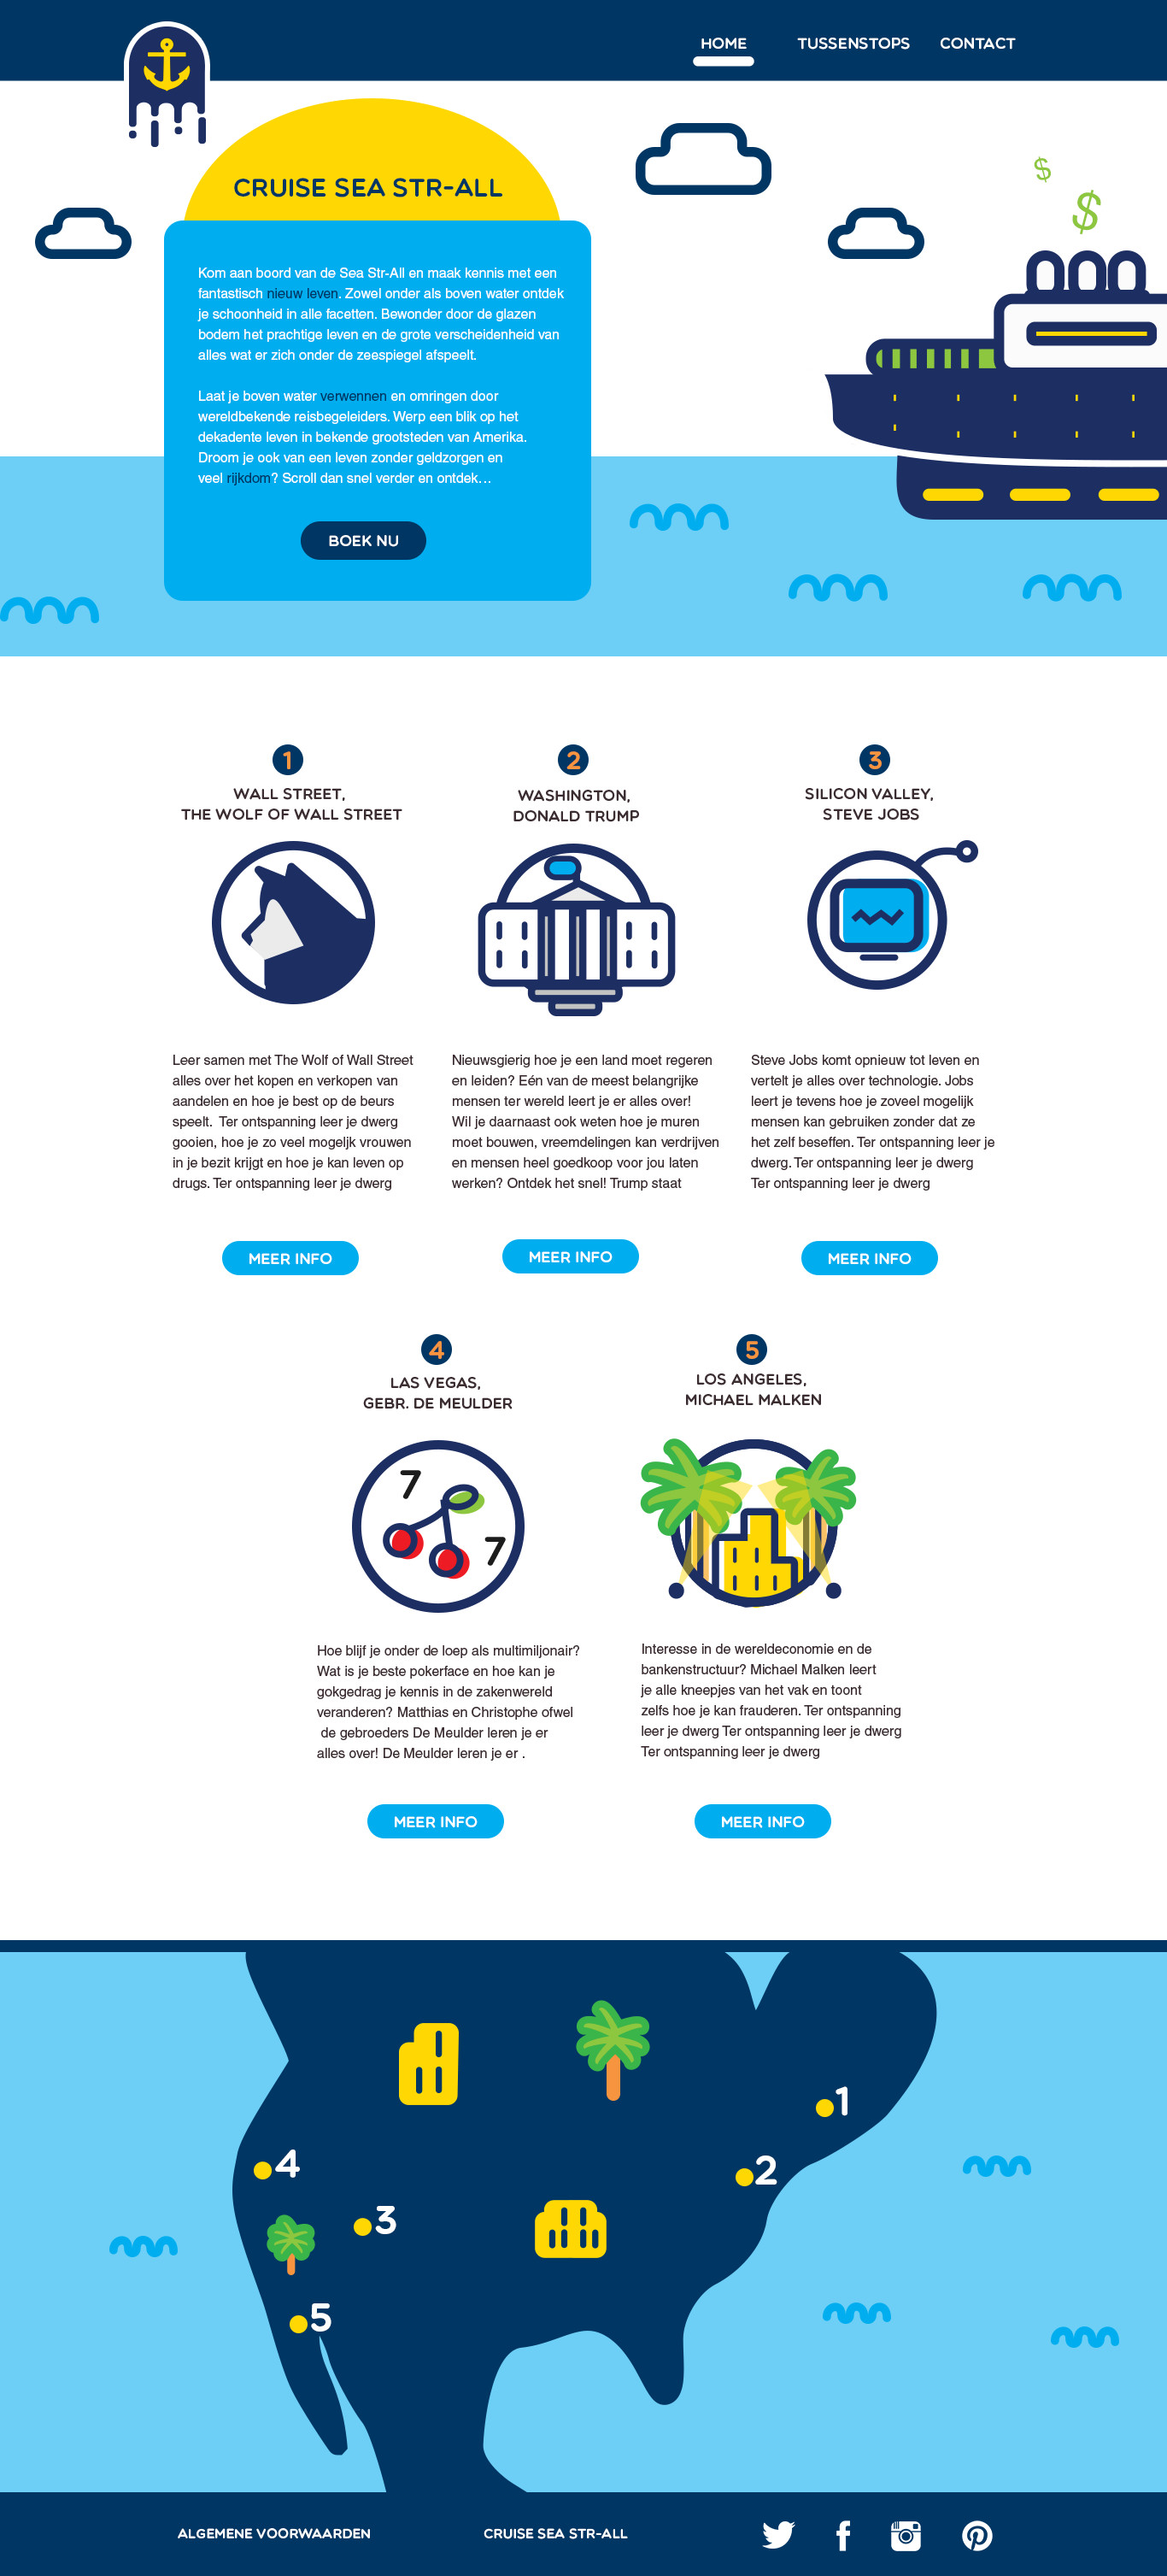 HOME TUSSENSTOPS CONTACT
$
$
CRUISE SEA STR-ALL
Kom aan boord van de Sea Str-All en maak kennis met een
fantastisch nieuw leven. Zowel onder als boven water ontdek
je schoonheid in alle facetten. Bewonder door de glazen
bodem het prachtige leven en de grote verscheidenheid van
alles wat er zich onder de zeespiegel afspeelt.
Laat je boven water verwennen en omringen door
wereldbekende reisbegeleiders. Werp een blik op het
dekadente leven in bekende grootsteden van Amerika.
Droom je ook van een leven zonder geldzorgen en
veel rijkdom? Scroll dan snel verder en ontdek...
BOEK NU
1
WALL STREET,
THE WOLF OF WALL STREET
Leer samen met The Wolf of Wall Street
alles over het kopen en verkopen van
aandelen en hoe je best op de beurs
speelt. Ter ontspanning leer je dwerg
gooien, hoe je zo veel mogeljk vrouwen
in je bezit krijgt en hoe je kan leven op
drugs. Ter ontspanning leer je dwerg
MEER INFO
2
WASHINGTON,
DONALD TRUMP
Nieuwsgierig hoe je een land moet regeren
en leiden? Eén van de meest belangrijke
mensen ter wereld leert je er alles over!
Wil je daarnaast ook weten hoe je muren
moet bouwen, vreemdelingen kan verdrijven
en mensen heel goedkoop voor jou laten
werken? Ontdek het snel! Trump staat
MEER INFO
3
SILICON VALLEY,
STEVE JOBS
Steve Jobs komt opnieuw tot leven en
vertelt je alles over technologie. Jobs
leert je tevens hoe je zoveel mogelijk
mensen kan gebruiken zonder dat ze
het zelf beseffen. Ter ontspanning leer je
dwerg. Ter ontspanning leer je dwerg
Ter ontspanning leer je dwerg
MEER INFO
4
LAS VEGAS,
GEBR. DE MEULDER
7
7
Hoe blijf je onder de loep als multimiljonair?
Wat is je beste pokerface en hoe kan je
gokgedrag je kennis in de zakenwereld
veranderen? Matthias en Christophe ofwel
de gebroeders De Meulder leren je er
alles over! De Meulder leren je er .
MEER INFO
5
LOS ANGELES,
MICHAEL MALKEN
Interesse in de wereldeconomie en de
bankenstructuur? Michael Malken leert
je alle kneepjes van het vak en toont
zelfs hoe je kan frauderen. Ter ontspanning
leer je dwerg Ter ontspanning leer je dwerg
Ter ontspanning leer je dwerg
MEER INFO
1
4
2
3
5
ALGEMENE VOORWAARDEN CRUISE SEA STR-ALL